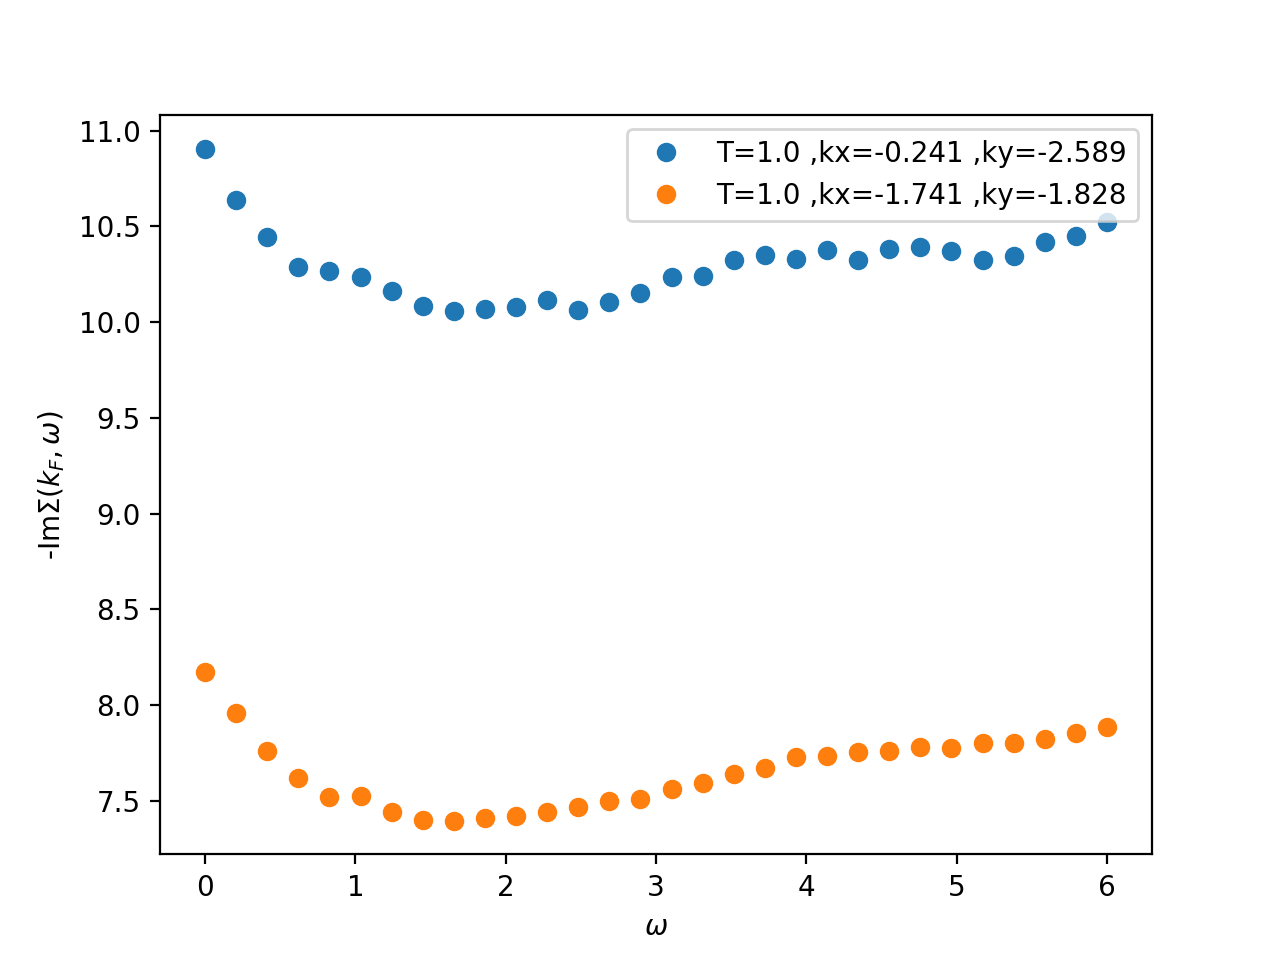 T=1.0 ,kx=-0.241 ,ky=-2.589
T=1.0 ,kx=-1.741 ,ky=-1.828
11.0
10.5
10.0
9.5
9.0
8.5
8.0
7.5
-ImΣ(k_F, ω)
0 1 2 3 4 5 6
ω